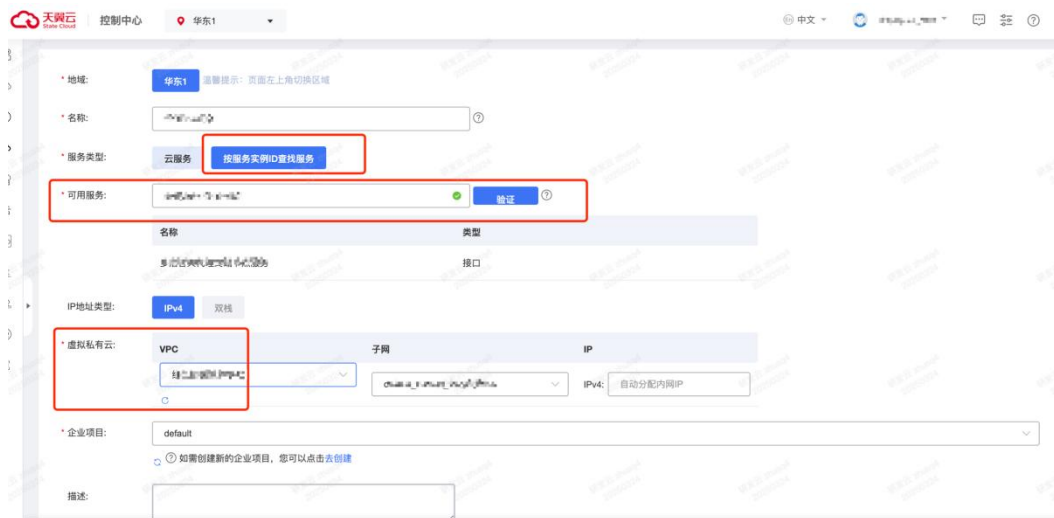 天翼云
State Cloud
控制中心
华东1
中文
* 地域:
华东1
温馨提示：页面左上角切换区域
* 名称:
* 服务类型:
云服务
按服务实例ID查找服务
* 可用服务:
验证
名称 类型
接口
IP地址类型:
IPv4
双栈
* 虚拟私有云:
VPC 子网 IP
IPv4: 自动分配内网IP
* 企业项目:
default
如需创建新的企业项目，您可以点击去创建
描述: